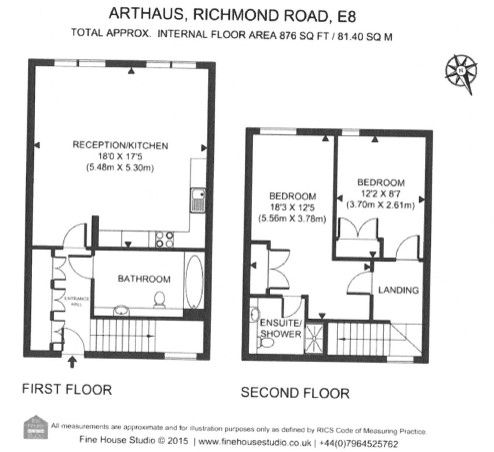 ARTHAUS, RICHMOND ROAD, E8
TOTAL APPROX. INTERNAL FLOOR AREA 876 SQ FT / 81.40 SQ M
RECEPTION/KITCHEN
18'0 X 17'5
(5.48m X 5.30m)
BATHROOM
ENTRANCE
HALL
FIRST FLOOR
BEDROOM
18'3 X 12'5
(5.56m X 3.78m)
BEDROOM
12'2 X 8'7
(3.70m X 2.61m)
LANDING
ENSUITE/
SHOWER
SECOND FLOOR
All measurements are approximate and for illustration purposes only as defined by RICS Code of Measuring Practice.
Fine House Studio © 2015 | www.finehousestudio.co.uk | +44(0)7964525762